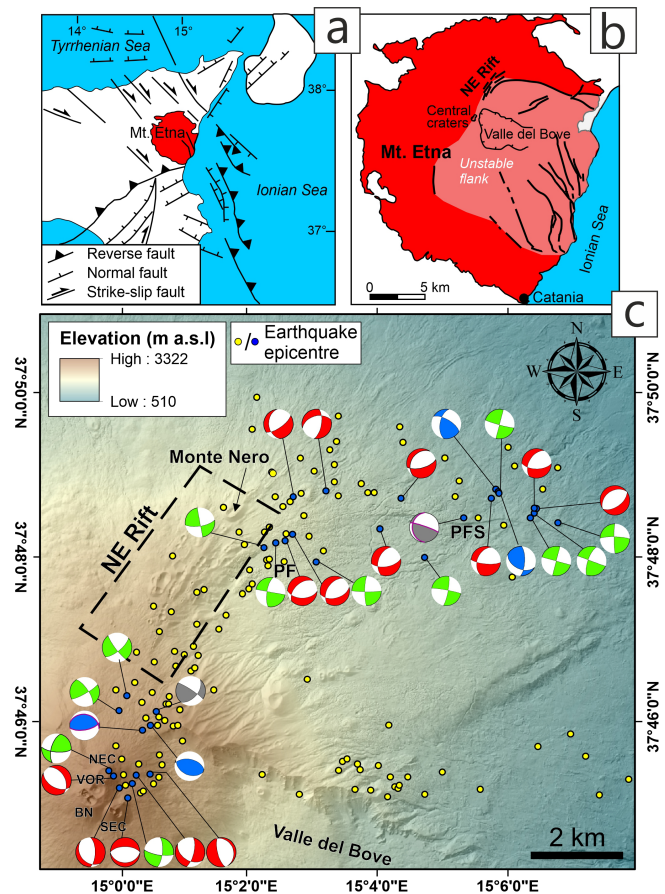 14°
15°
a
Tyrrhenian Sea
38°
Mt. Etna
Ionian Sea
37°
Reverse fault
Normal fault
Strike-slip fault
b
NE Rift
Central
craters
Valle del Bove
Mt. Etna
Unstable
flank
Ionian Sea
0
5 km
Catania
c
Elevation (m a.s.l)
High : 3322
Low : 510
Earthquake
epicentre
N
W
E
S
37°50'0"N
37°50'0"N
Monte Nero
NE Rift
PFS
37°48'0"N
37°48'0"N
PF
37°46'0"N
37°46'0"N
NEC
VOR
BN
SEC
Valle del Bove
2 km
15°0'0"E
15°2'0"E
15°4'0"E
15°6'0"E